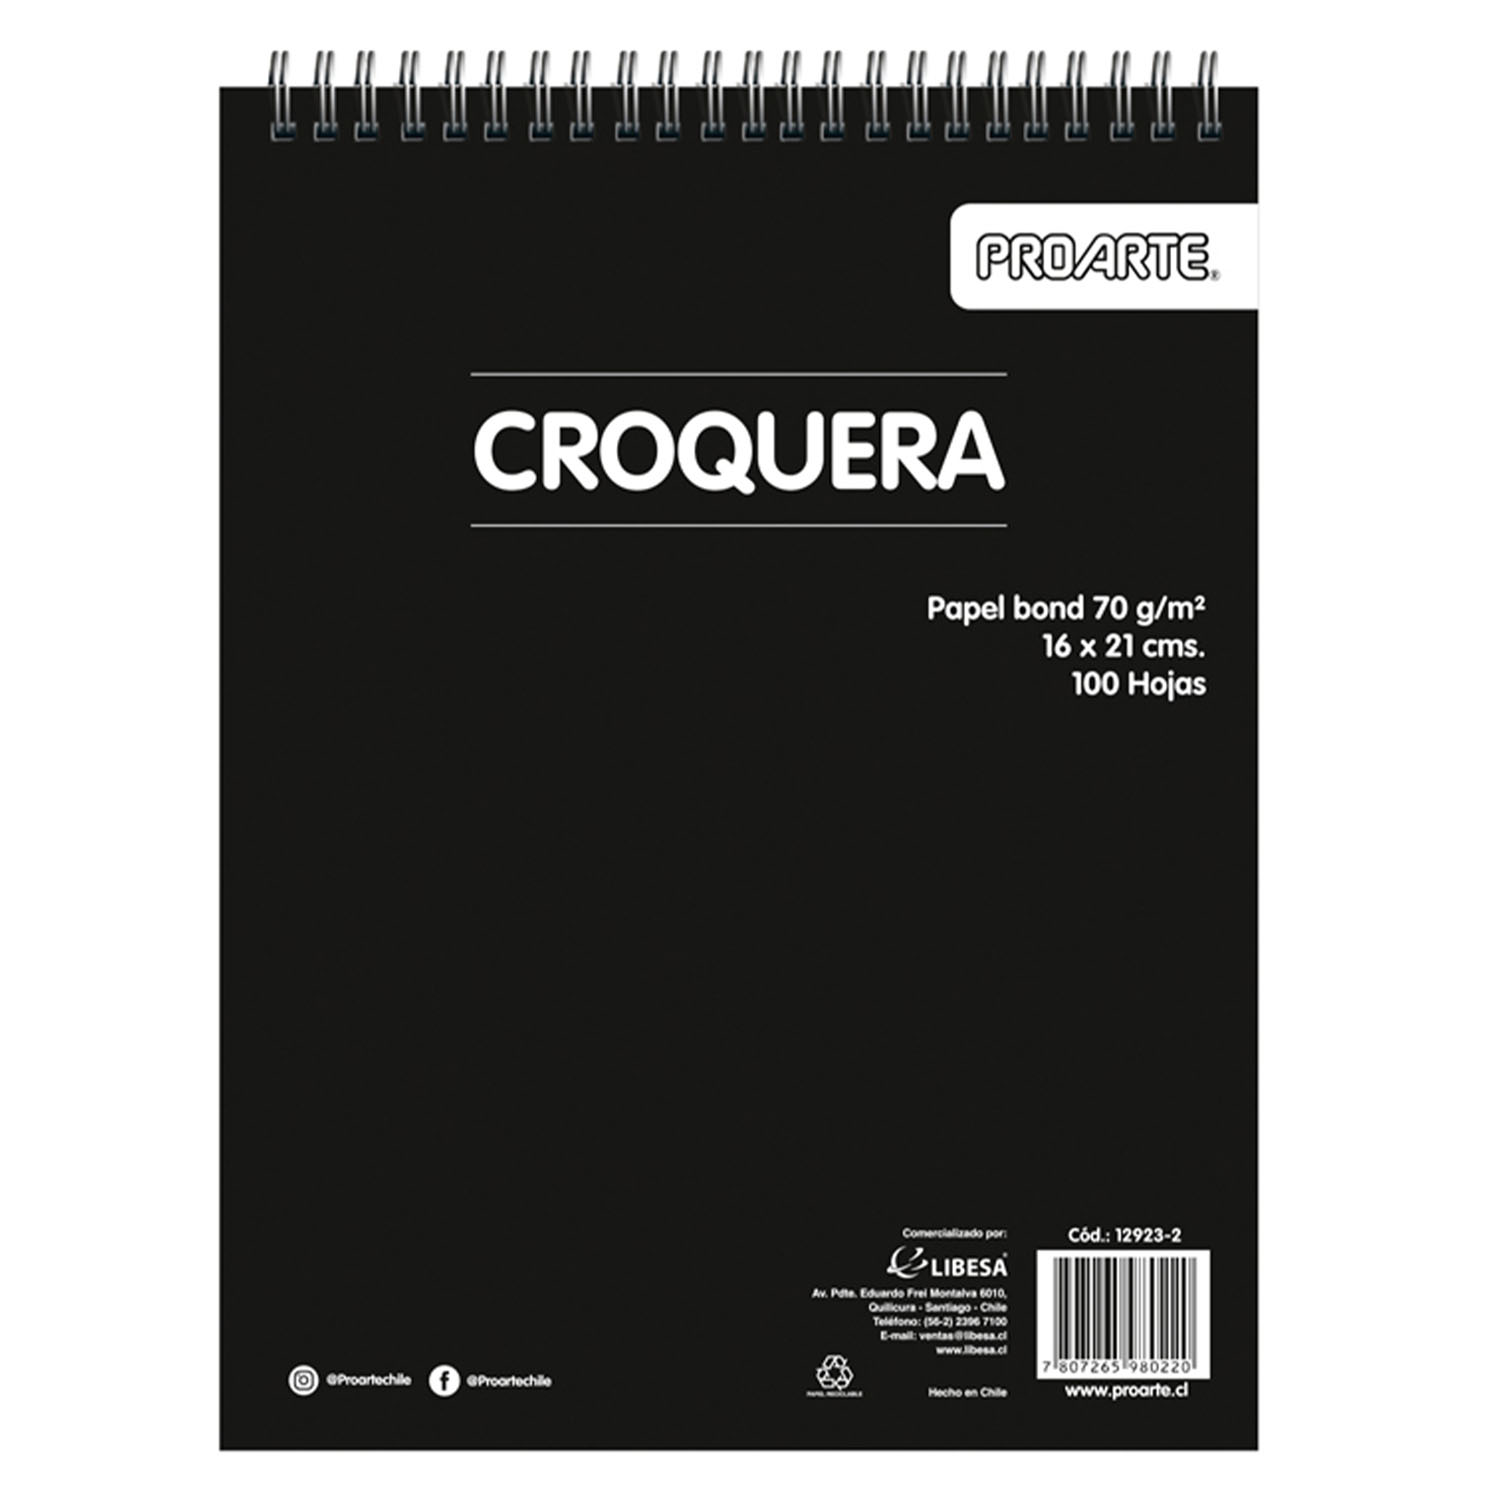 PROARTE®
CROQUERA
Papel bond 70 g/m²
16 x 21 cms.
100 Hojas
Comercializado por:
LIBESA®
Av. Pdte. Eduardo Frei Montalva 6010,
Quilicura - Santiago - Chile
Teléfono: (56-2) 2396 7100
E-mail: ventas@libesa.cl
www.libesa.cl
PAPEL RECICLABLE
Hecho en Chile
Cód.: 12923-2
7 807265 980220
www.proarte.cl
@Proartechile
@Proartechile